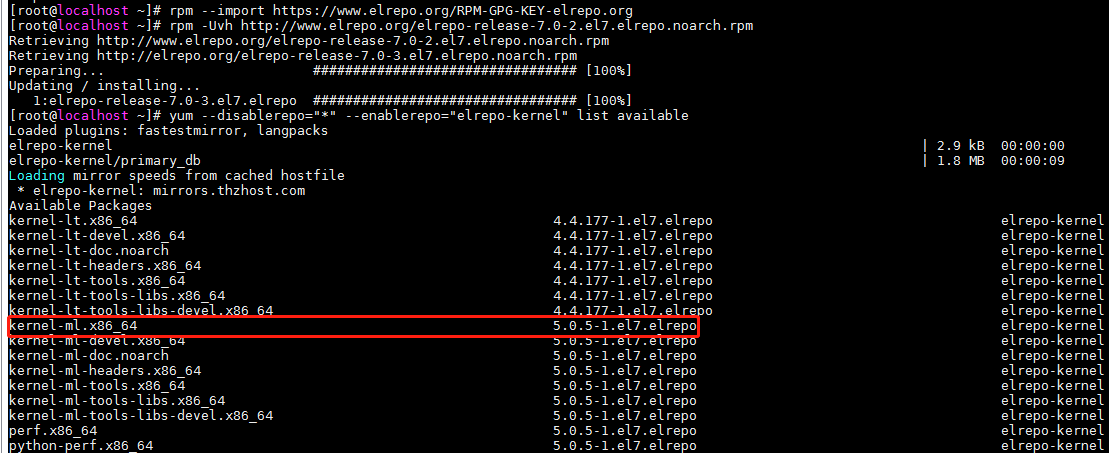 [root@localhost ~]# rpm --import https://www.elrepo.org/RPM-GPG-KEY-elrepo.org
[root@localhost ~]# rpm -Uvh http://www.elrepo.org/elrepo-release-7.0-2.el7.elrepo.noarch.rpm
Retrieving http://www.elrepo.org/elrepo-release-7.0-2.el7.elrepo.noarch.rpm
Retrieving http://elrepo.org/elrepo-release-7.0-3.el7.elrepo.noarch.rpm
Preparing... ################################# [100%]
Updating / installing...
1:elrepo-release-7.0-3.el7.elrepo ################################# [100%]
[root@localhost ~]# yum --disablerepo="*" --enablerepo="elrepo-kernel" list available
Loaded plugins: fastestmirror, langpacks
elrepo-kernel | 2.9 kB 00:00:00
elrepo-kernel/primary_db | 1.8 MB 00:00:09
Loading mirror speeds from cached hostfile
* elrepo-kernel: mirrors.thzhost.com
Available Packages
kernel-lt.x86_64 4.4.177-1.el7.elrepo elrepo-kernel
kernel-lt-devel.x86_64 4.4.177-1.el7.elrepo elrepo-kernel
kernel-lt-doc.noarch 4.4.177-1.el7.elrepo elrepo-kernel
kernel-lt-headers.x86_64 4.4.177-1.el7.elrepo elrepo-kernel
kernel-lt-tools.x86_64 4.4.177-1.el7.elrepo elrepo-kernel
kernel-lt-tools-libs.x86_64 4.4.177-1.el7.elrepo elrepo-kernel
kernel-lt-tools-libs-devel.x86_64 4.4.177-1.el7.elrepo elrepo-kernel
kernel-ml.x86_64 5.0.5-1.el7.elrepo elrepo-kernel
kernel-ml-devel.x86_64 5.0.5-1.el7.elrepo elrepo-kernel
kernel-ml-doc.noarch 5.0.5-1.el7.elrepo elrepo-kernel
kernel-ml-headers.x86_64 5.0.5-1.el7.elrepo elrepo-kernel
kernel-ml-tools.x86_64 5.0.5-1.el7.elrepo elrepo-kernel
kernel-ml-tools-libs.x86_64 5.0.5-1.el7.elrepo elrepo-kernel
kernel-ml-tools-libs-devel.x86_64 5.0.5-1.el7.elrepo elrepo-kernel
perf.x86_64 5.0.5-1.el7.elrepo elrepo-kernel
python-perf.x86_64 5.0.5-1.el7.elrepo elrepo-kernel